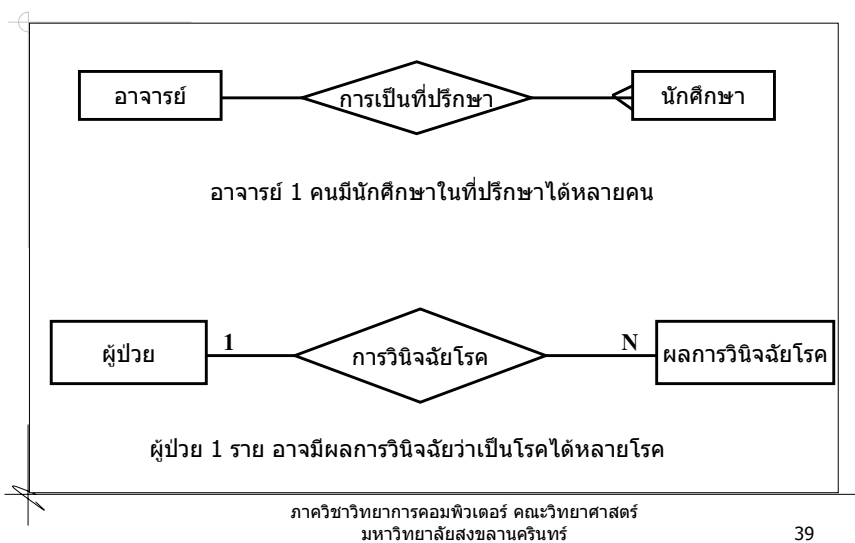 อาจารย์ การเป็นที่ปรึกษา นักศึกษา
อาจารย์ 1 คนมีนักศึกษาในที่ปรึกษาได้หลายคน
ผู้ป่วย 1 การวินิจฉัยโรค N ผลการวินิจฉัยโรค
ผู้ป่วย 1 ราย อาจมีผลการวินิจฉัยว่าเป็นโรคได้หลายโรค
ภาควิชาวิทยาการคอมพิวเตอร์ คณะวิทยาศาสตร์
มหาวิทยาลัยสงขลานครินทร์ 39